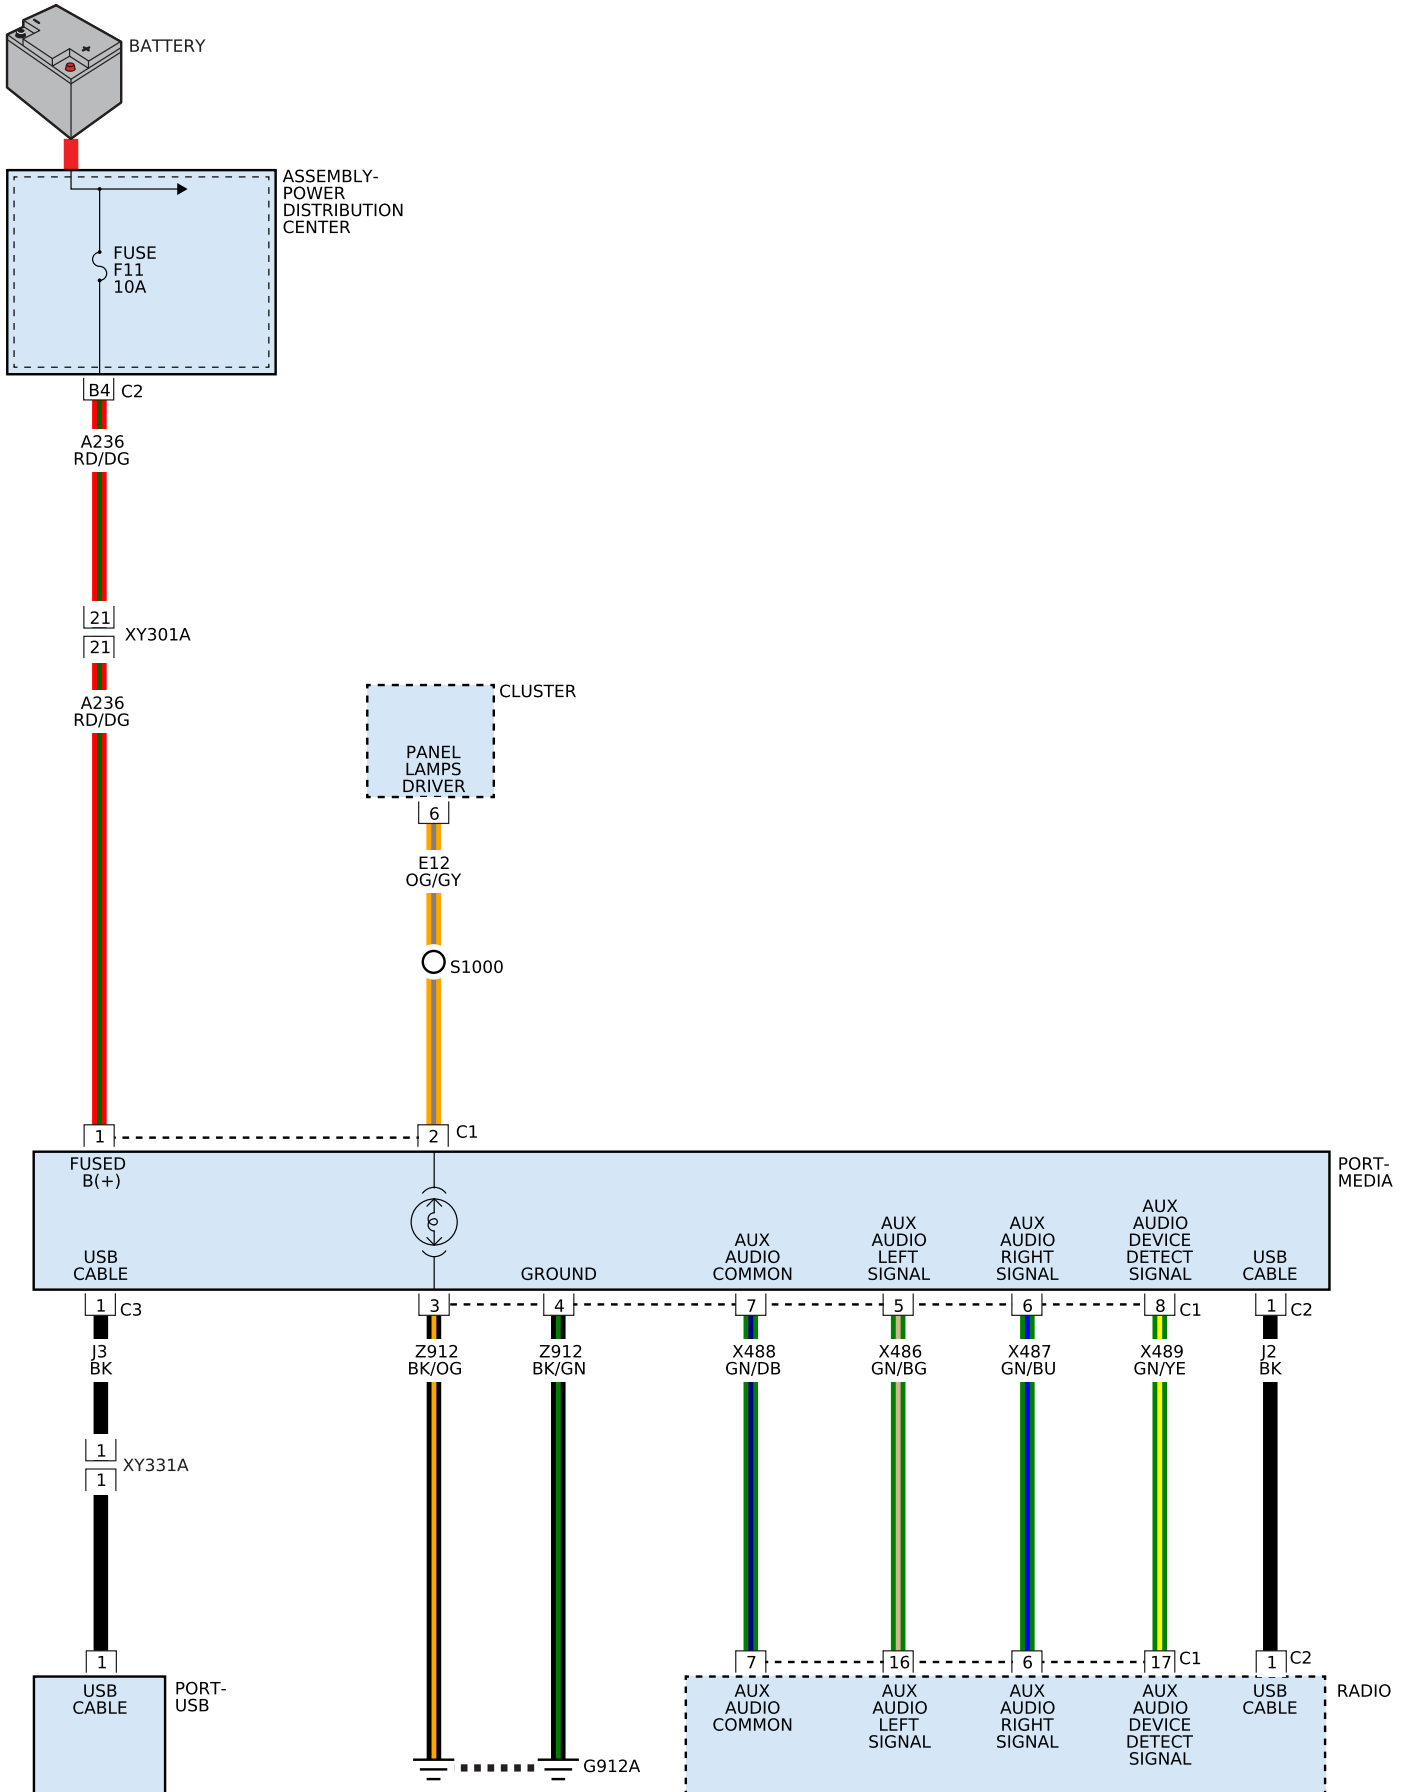 BATTERY
ASSEMBLY-
POWER
DISTRIBUTION
CENTER
FUSE
F11
10A
B4
C2
A236
RD/DG
21
21
XY301A
A236
RD/DG
CLUSTER
PANEL
LAMPS
DRIVER
6
E12
OG/GY
S1000
1
2
C1
PORT-
MEDIA
FUSED
B(+)
USB
CABLE
GROUND
AUX
AUDIO
COMMON
AUX
AUDIO
LEFT
SIGNAL
AUX
AUDIO
RIGHT
SIGNAL
AUX
AUDIO
DEVICE
DETECT
SIGNAL
USB
CABLE
1
C3
3
4
7
5
6
8
C1
1
C2
J3
BK
Z912
BK/OG
Z912
BK/GN
X488
GN/DB
X486
GN/BG
X487
GN/BU
X489
GN/YE
J2
BK
1
1
XY331A
1
7
16
6
17
C1
1
C2
USB
CABLE
PORT-
USB
AUX
AUDIO
COMMON
AUX
AUDIO
LEFT
SIGNAL
AUX
AUDIO
RIGHT
SIGNAL
AUX
AUDIO
DEVICE
DETECT
SIGNAL
USB
CABLE
RADIO
G912A